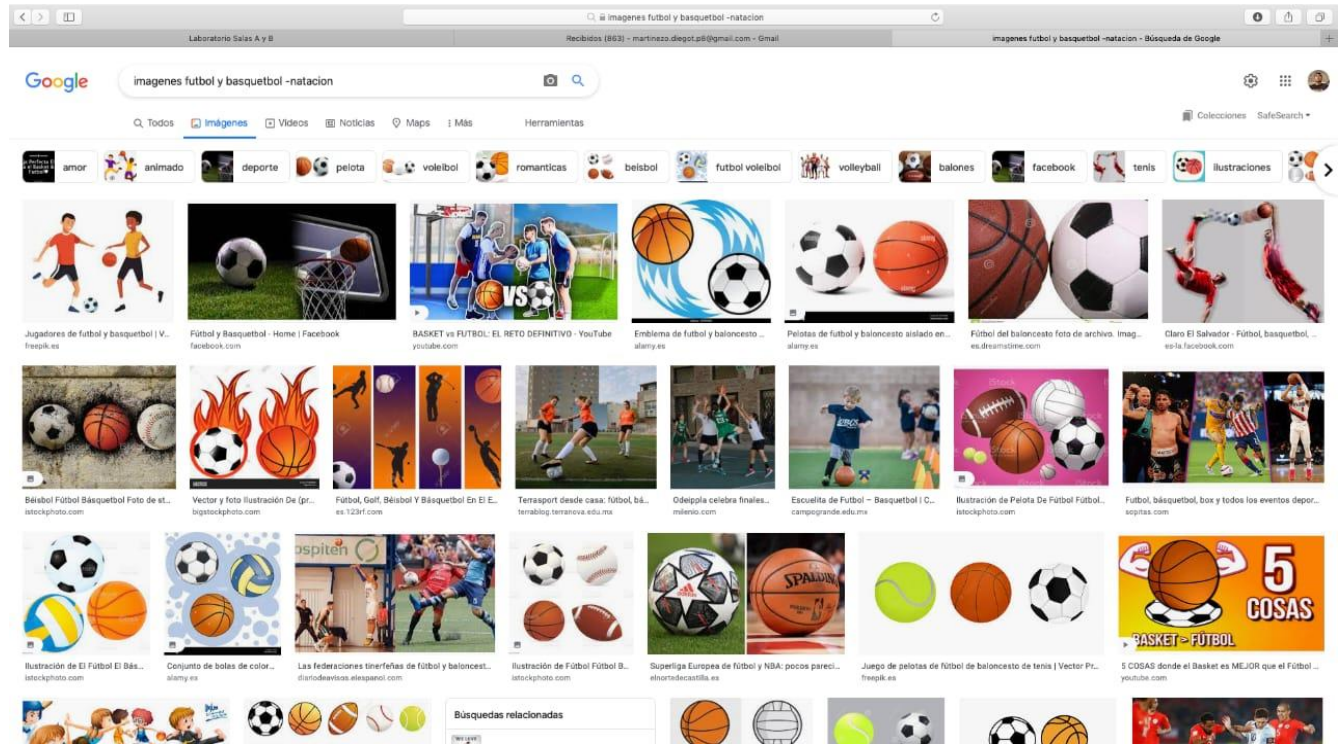 imagenes futbol y basquetbol -natacion
Laboratorio Salas A y B
Recibidos (863) - martinezo.diegot.p8@gmail.com - Gmail
imagenes futbol y basquetbol -natacion - Búsqueda de Google
Google
imagenes futbol y basquetbol -natacion
Todos
Imágenes
Videos
Noticias
Maps
Más
Herramientas
Colecciones
SafeSearch
amor
animado
deporte
pelota
voleibol
romanticas
beisbol
futbol voleibol
volleyball
balones
facebook
tenis
ilustraciones
VS
Jugadores de futbol y basquetbol | V...
freepik.es
Fútbol y Basquetbol - Home | Facebook
facebook.com
BASKET vs FUTBOL: EL RETO DEFINITIVO - YouTube
youtube.com
Emblema de futbol y baloncesto ...
alamy.es
Pelotas de futbol y baloncesto aislado en...
alamy.es
Fútbol del baloncesto foto de archivo. Imag...
es.dreamstime.com
Claro El Salvador - Fútbol, basquetbol, ...
es-la.facebook.com
Béisbol Fútbol Básquetbol Foto de st...
istockphoto.com
Vector y foto Ilustración De (pr...
bigstockphoto.com
Fútbol, Golf, Béisbol Y Básquetbol En El E...
es.123rf.com
Terrasport desde casa: fútbol, bá...
terrablog.terranova.edu.mx
Odeippla celebra finales...
milenio.com
Escuelita de Futbol – Basquetbol | C...
campogrande.edu.mx
Ilustración de Pelota De Fútbol Fútbol...
istockphoto.com
Futbol, básquetbol, box y todos los eventos depor...
sopitas.com
ospiten
SPALDING
5
COSAS
BASKET > FÚTBOL
Ilustración de El Fútbol El Bás...
istockphoto.com
Conjunto de bolas de color...
alamy.es
Las federaciones tinerfeñas de fútbol y baloncest...
diariodeavisos.elespanol.com
Ilustración de Fútbol Fútbol B...
istockphoto.com
Superliga Europea de fútbol y NBA: pocos pareci...
elnortedecastilla.es
Juego de pelotas de fútbol de baloncesto de tenis | Vector Pr...
freepik.es
5 COSAS donde el Basket es MEJOR que el Fútbol ...
youtube.com
Búsquedas relacionadas